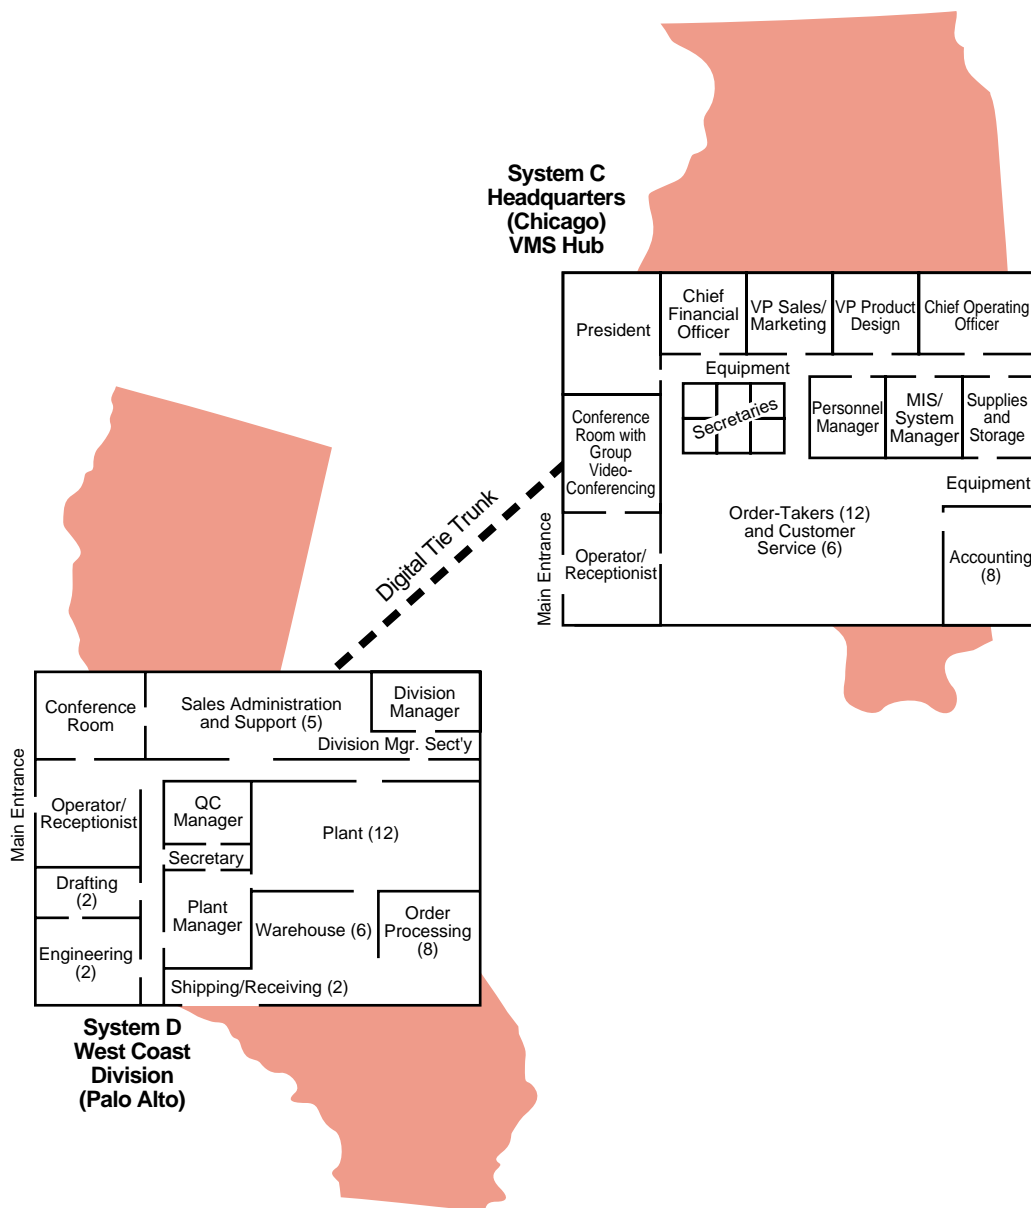 System C
Headquarters
(Chicago)
VMS Hub
President
Chief
Financial
Officer
VP Sales/
Marketing
VP Product
Design
Chief Operating
Officer
Equipment
Secretaries
Personnel
Manager
MIS/
System
Manager
Supplies
and
Storage
Conference
Room with
Group
Video-
Conferencing
Equipment
Order-Takers (12)
and Customer
Service (6)
Main Entrance
Operator/
Receptionist
Accounting
(8)
Digital Tie Trunk
Conference
Room
Sales Administration
and Support (5)
Division
Manager
Division Mgr. Sect'y
Main Entrance
Operator/
Receptionist
QC
Manager
Secretary
Plant (12)
Drafting
(2)
Plant
Manager
Warehouse (6)
Order
Processing
(8)
Engineering
(2)
Shipping/Receiving (2)
System D
West Coast
Division
(Palo Alto)